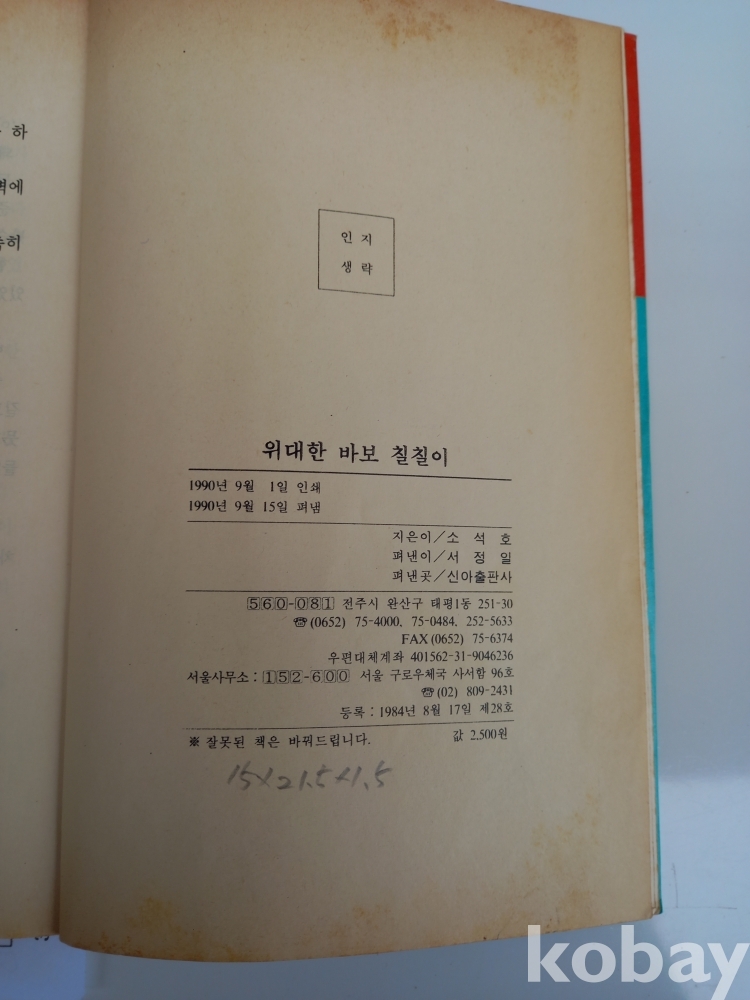 하
벽에
인 지
생 략
위대한 바보 칠칠이
1990년 9월 1일 인쇄
1990년 9월 15일 펴냄
지은이／소 석 호
펴낸이／서 정 일
펴낸곳／신아출판사
560-081 전주시 완산구 태평1동 251-30
☎(0652) 75-4000, 75-0484, 252-5633
FAX(0652) 75-6374
우편대체계좌 401562-31-9046236
서울사무소 : 152-600 서울 구로우체국 사서함 96호
☎(02) 809-2431
등록 : 1984년 8월 17일 제28호
※ 잘못된 책은 바꿔드립니다. 값 2,500원
15×21.5×1.5
kobay